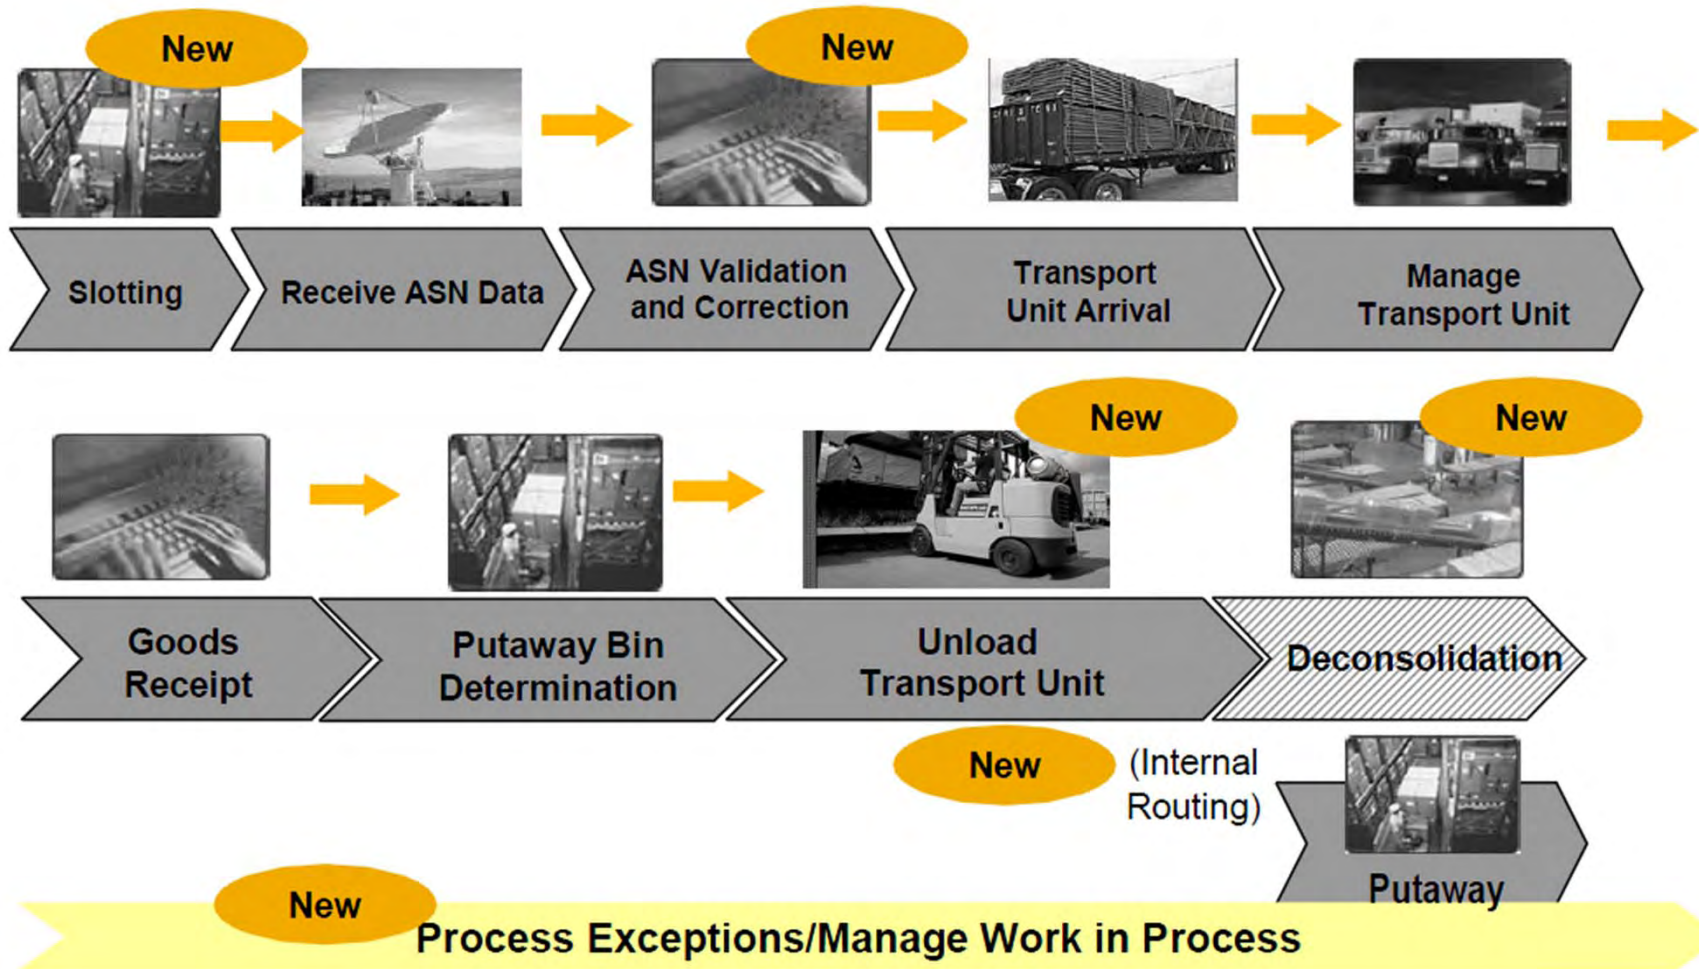 New
New
Slotting
Receive ASN Data
ASN Validation
and Correction
Transport
Unit Arrival
Manage
Transport Unit
New
New
Goods
Receipt
Putaway Bin
Determination
Unload
Transport Unit
Deconsolidation
New
(Internal
Routing)
Putaway
New
Process Exceptions/Manage Work in Process